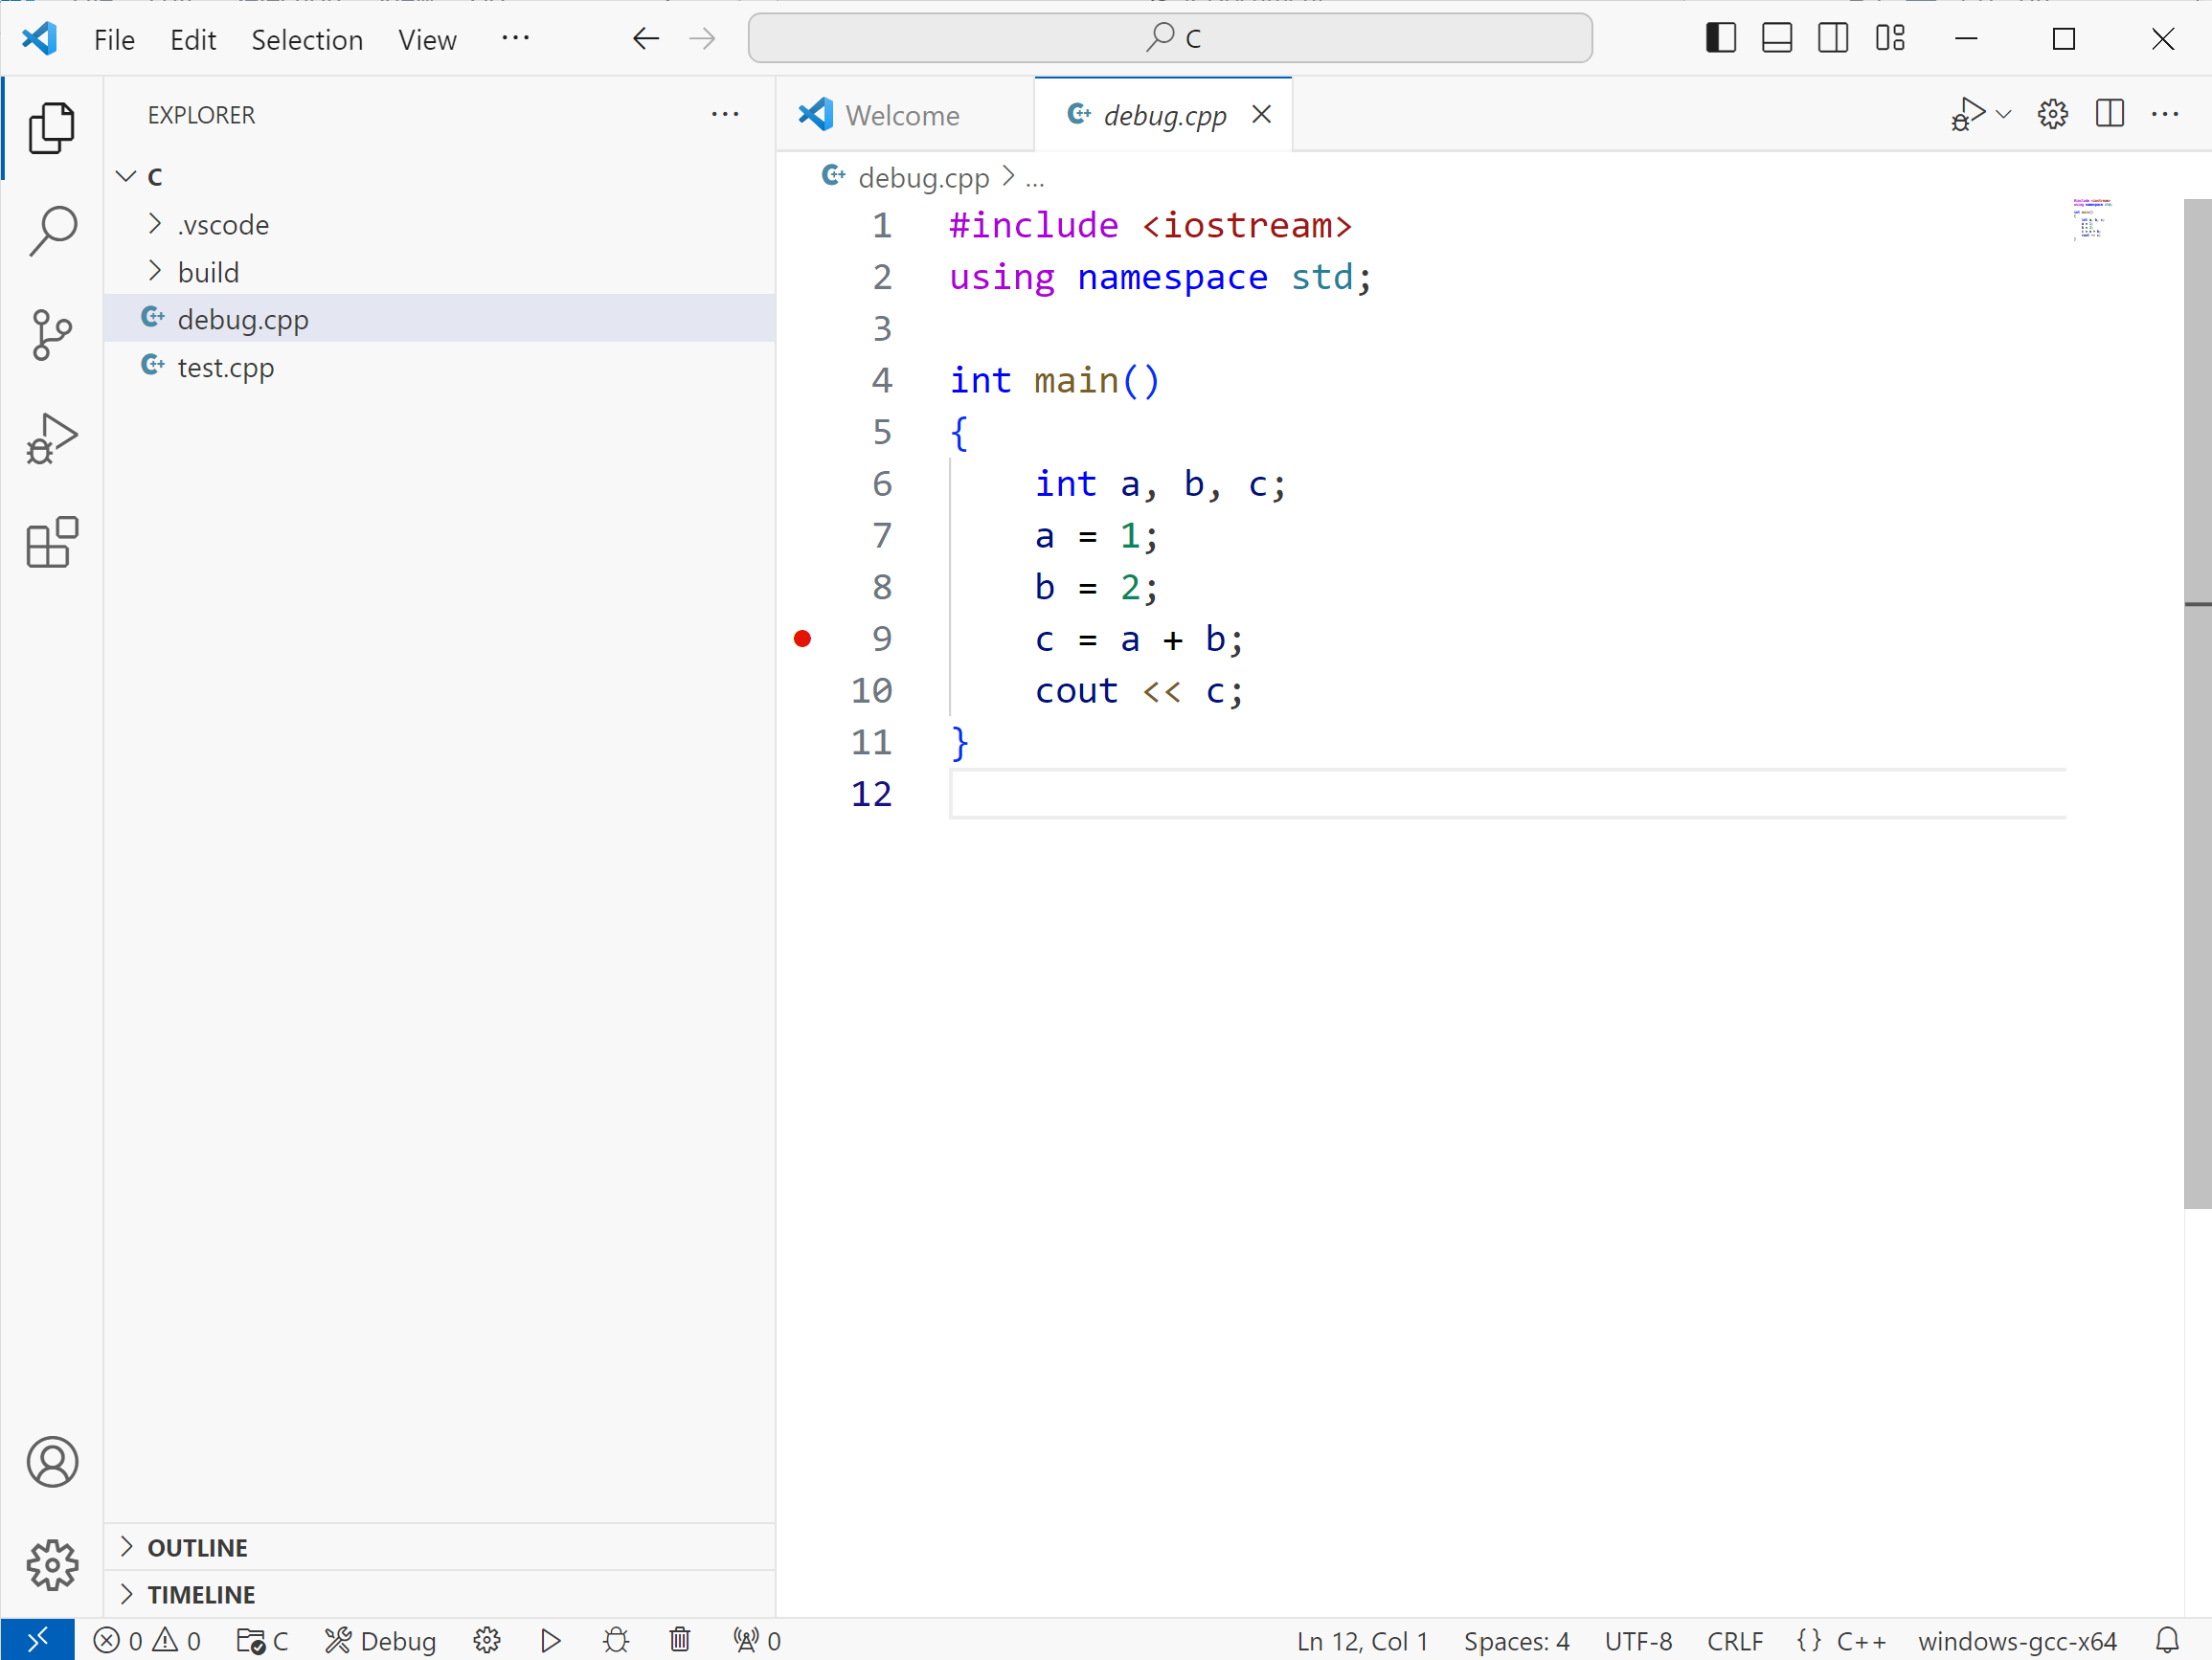 File Edit Selection View ...
C
EXPLORER
C
.vscode
build
debug.cpp
test.cpp
OUTLINE
TIMELINE
Welcome
debug.cpp
debug.cpp > ...
1 #include <iostream>
2 using namespace std;
3
4 int main()
5 {
6 int a, b, c;
7 a = 1;
8 b = 2;
9 c = a + b;
10 cout << c;
11 }
12
0 0 C Debug 0 Ln 12, Col 1 Spaces: 4 UTF-8 CRLF {} C++ windows-gcc-x64